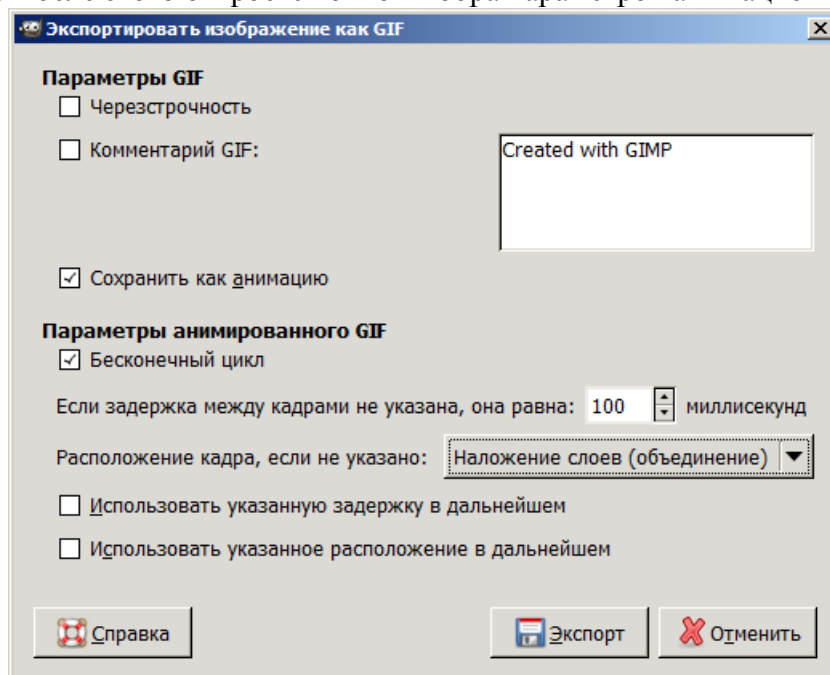 Экспортировать изображение как GIF
Параметры GIF
Черезстрочность
Комментарий GIF:
Created with GIMP
Сохранить как анимацию
Параметры анимированного GIF
Бесконечный цикл
Если задержка между кадрами не указана, она равна: 100 миллисекунд
Расположение кадра, если не указано: Наложение слоев (объединение)
Использовать указанную задержку в дальнейшем
Использовать указанное расположение в дальнейшем
Справка Экспорт Отменить